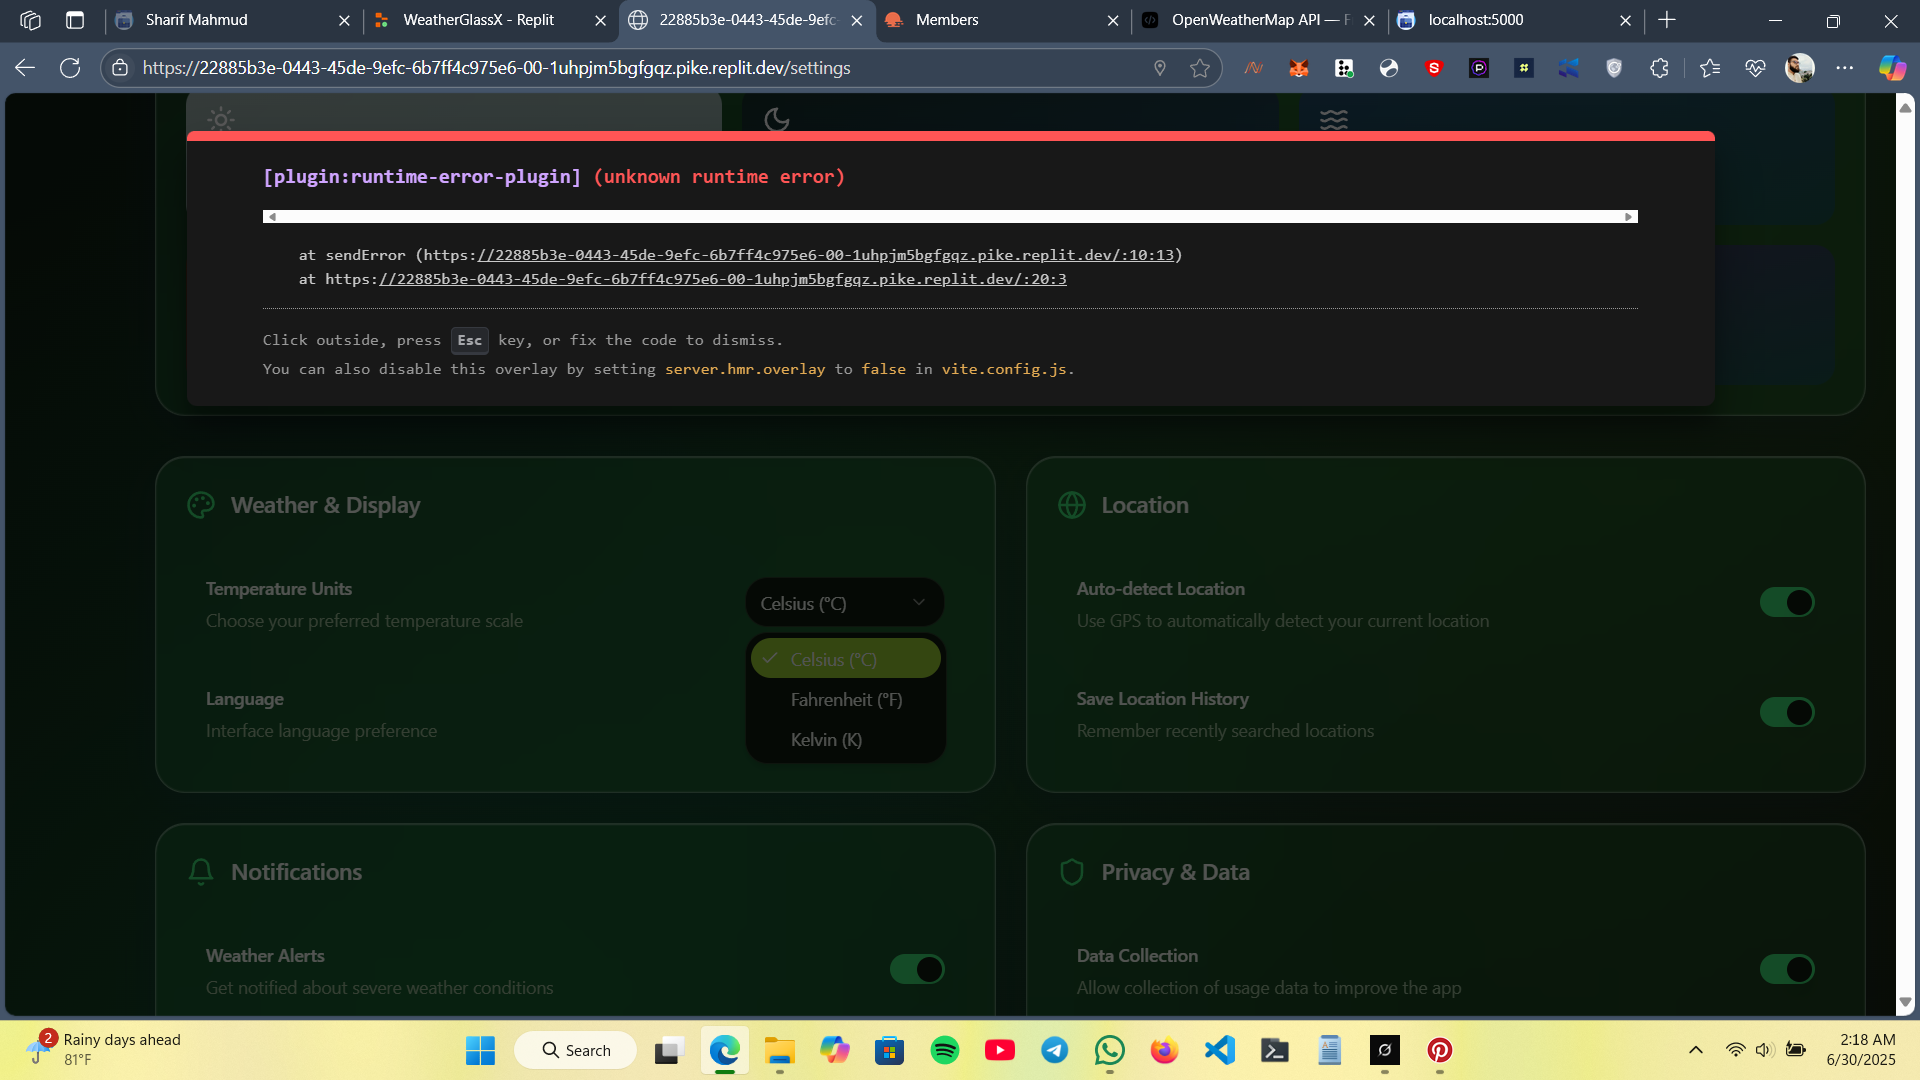 Sharif Mahmud
WeatherGlassX - Replit
22885b3e-0443-45de-9efc
Members
OpenWeatherMap API — F
localhost:5000
https://22885b3e-0443-45de-9efc-6b7ff4c975e6-00-1uhpjm5bgfgqz.pike.replit.dev/settings
[plugin:runtime-error-plugin] (unknown runtime error)
at sendError (https://22885b3e-0443-45de-9efc-6b7ff4c975e6-00-1uhpjm5bgfgqz.pike.replit.dev/:10:13)
at https://22885b3e-0443-45de-9efc-6b7ff4c975e6-00-1uhpjm5bgfgqz.pike.replit.dev/:20:3
Click outside, press Esc key, or fix the code to dismiss.
You can also disable this overlay by setting server.hmr.overlay to false in vite.config.js.
Weather & Display
Temperature Units
Choose your preferred temperature scale
Celsius (°C)
Celsius (°C)
Fahrenheit (°F)
Kelvin (K)
Language
Interface language preference
Location
Auto-detect Location
Use GPS to automatically detect your current location
Save Location History
Remember recently searched locations
Notifications
Weather Alerts
Get notified about severe weather conditions
Privacy & Data
Data Collection
Allow collection of usage data to improve the app
2
Rainy days ahead
81°F
Search
2:18 AM
6/30/2025